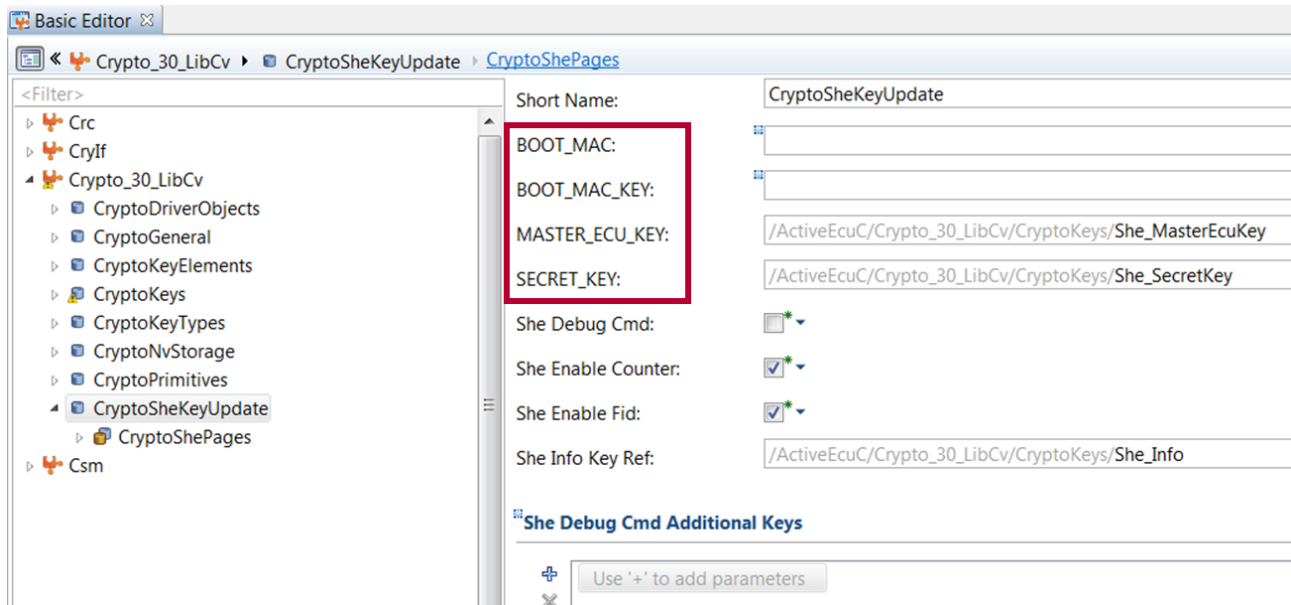 Basic Editor
Crypto_30_LibCv CryptoSheKeyUpdate CryptoShePages
<Filter>
Crc
CryIf
Crypto_30_LibCv
CryptoDriverObjects
CryptoGeneral
CryptoKeyElements
CryptoKeys
CryptoKeyTypes
CryptoNvStorage
CryptoPrimitives
CryptoSheKeyUpdate
CryptoShePages
Csm
Short Name: CryptoSheKeyUpdate
BOOT_MAC:
BOOT_MAC_KEY:
MASTER_ECU_KEY: /ActiveEcuC/Crypto_30_LibCv/CryptoKeys/She_MasterEcuKey
SECRET_KEY: /ActiveEcuC/Crypto_30_LibCv/CryptoKeys/She_SecretKey
She Debug Cmd:
She Enable Counter:
She Enable Fid:
She Info Key Ref: /ActiveEcuC/Crypto_30_LibCv/CryptoKeys/She_Info
She Debug Cmd Additional Keys
Use '+' to add parameters